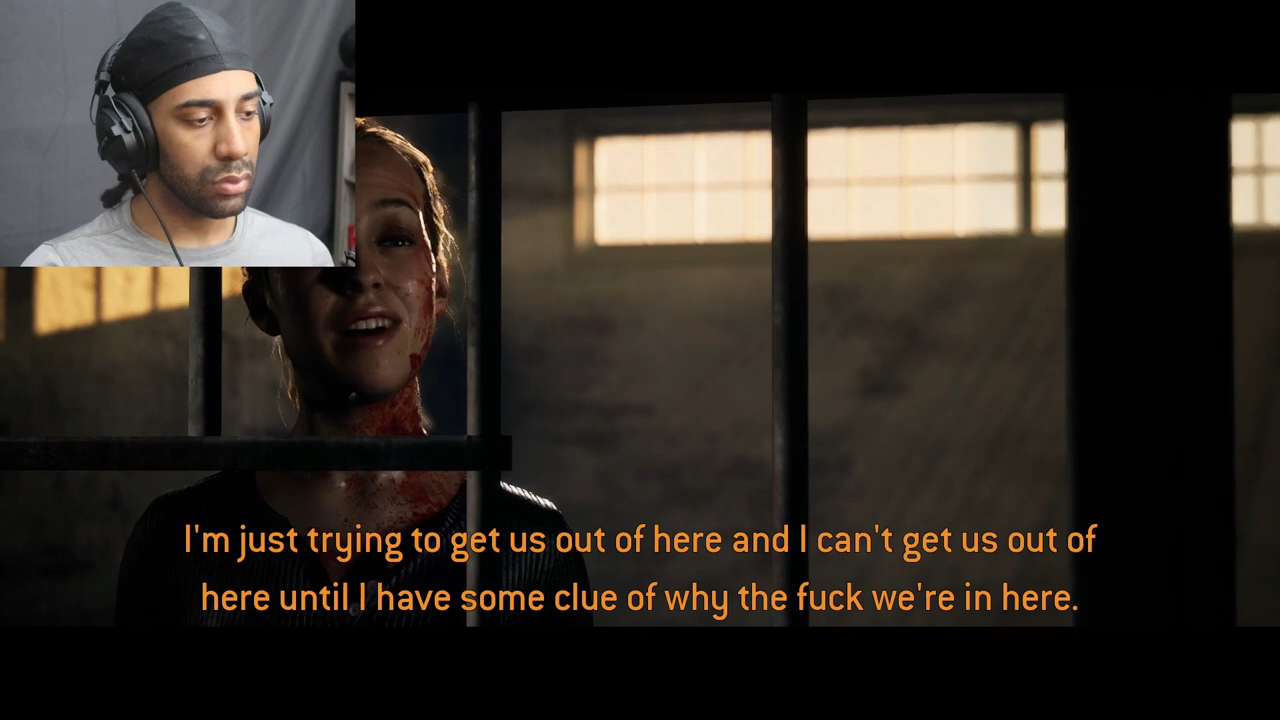 I'm just trying to get us out of here and I can't get us out of
here until I have some clue of why the fuck we're in here.